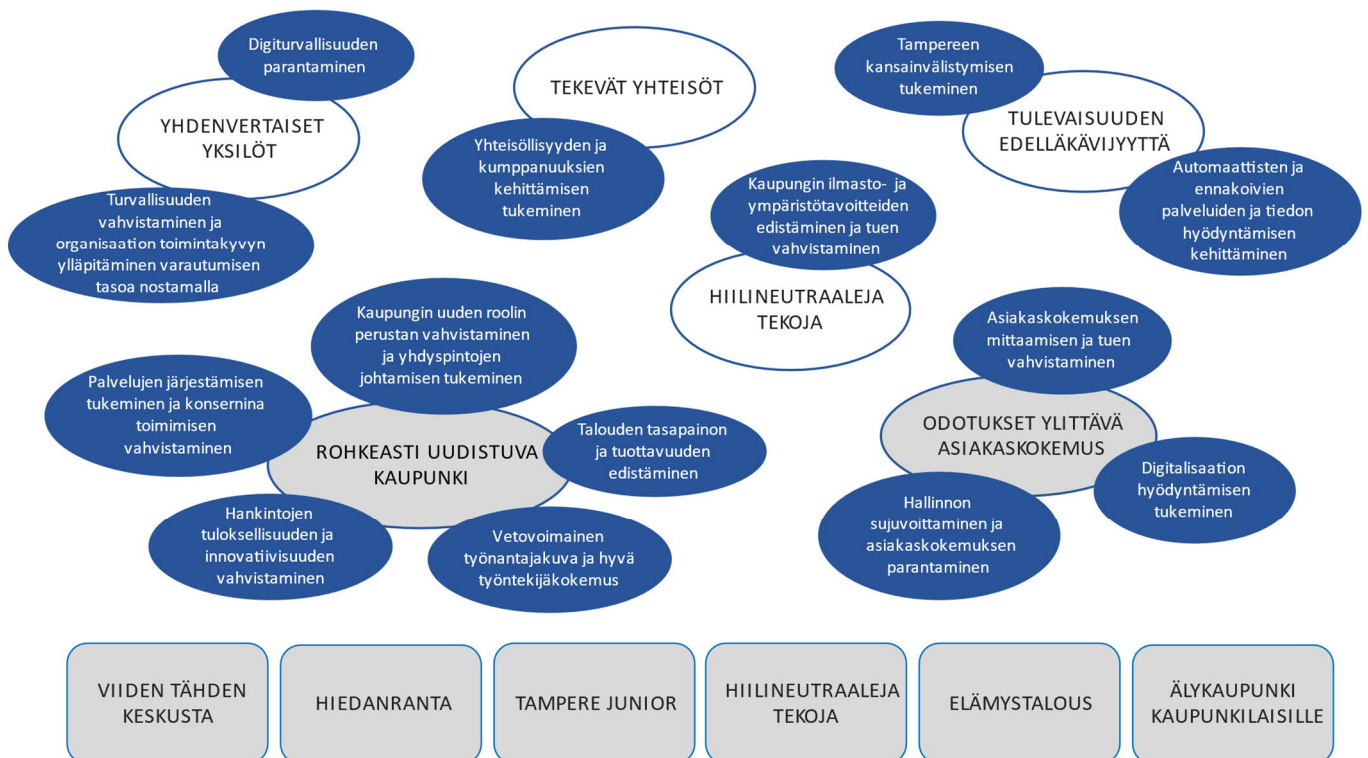 Digiturvallisuuden
parantaminen
YHDENVERTAISET
YKSILÖT
Turvallisuuden
vahvistaminen ja
organisaation toimintakyvyn
ylläpitäminen varautumisen
tasoa nostamalla
TEKEVÄT YHTEISÖT
Yhteisöllisyyden ja
kumppanuuksien
kehittämisen
tukeminen
Tampereen
kansainvälistymisen
tukeminen
TULEVAISUUDEN
EDELLÄKÄVIJYYTTÄ
Automaattisten ja
ennakoivien
palveluiden ja tiedon
hyödyntämisen
kehittäminen
Kaupungin ilmasto- ja
ympäristötavoitteiden
edistäminen ja tuen
vahvistaminen
HIILINEUTRAALEJA
TEKOJA
Kaupungin uuden roolin
perustan vahvistaminen
ja yhdyspintojen
johtamisen tukeminen
Palvelujen järjestämisen
tukeminen ja konsernina
toimimisen
vahvistaminen
ROHKEASTI UUDISTUVA
KAUPUNKI
Talouden tasapainon
ja tuottavuuden
edistäminen
Hankintojen
tuloksellisuuden ja
innovatiivisuuden
vahvistaminen
Vetovoimainen
työnantajakuva ja hyvä
työntekijäkokemus
Asiakaskokemuksen
mittaamisen ja tuen
vahvistaminen
ODOTUKSET YLITTÄVÄ
ASIAKASKOKEMUS
Digitalisaation
hyödyntämisen
tukeminen
Hallinnon
sujuvoittaminen ja
asiakaskokemuksen
parantaminen
VIIDEN TÄHDEN
KESKUSTA
HIEDANRANTA
TAMPERE JUNIOR
HIILINEUTRAALEJA
TEKOJA
ELÄMYSTALOUS
ÄLYKAUPUNKI
KAUPUNKILAISILLE